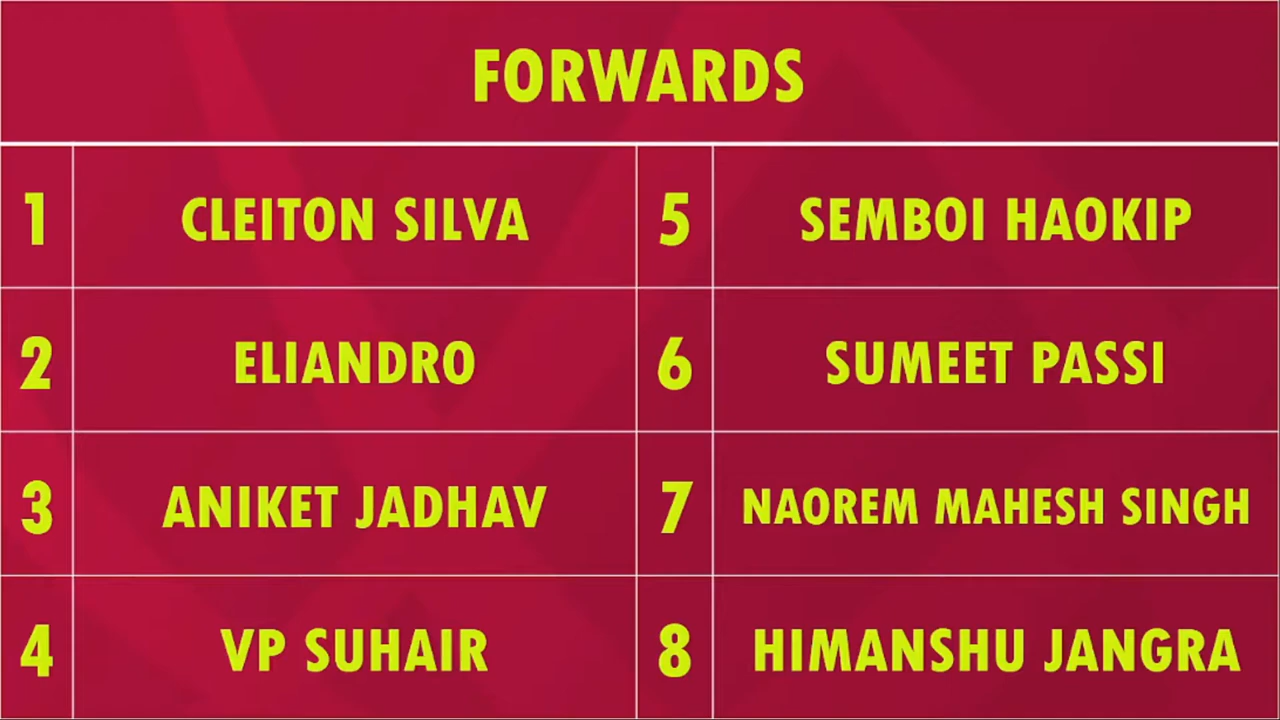 FORWARDS
1 CLEITON SILVA 5 SEMBOI HAOKIP
2 ELIANDRO 6 SUMEET PASSI
3 ANIKET JADHAV 7 NAOREM MAHESH SINGH
4 VP SUHAIR 8 HIMANSHU JANGRA